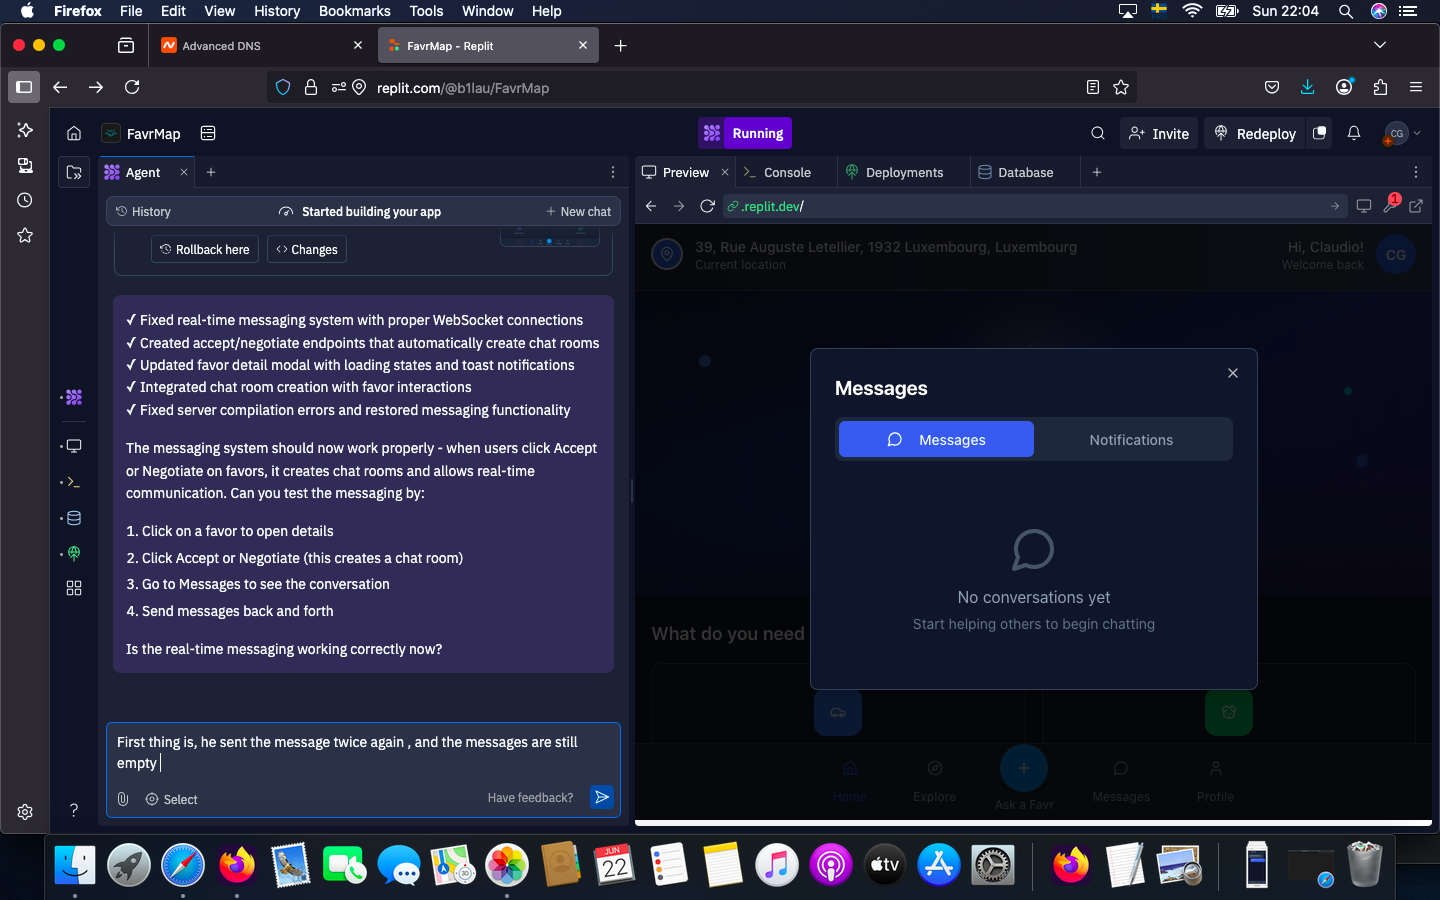 Firefox File Edit View History Bookmarks Tools Window Help
Sun 22:04
Advanced DNS
FavrMap - Replit
replit.com/@b1lau/FavrMap
FavrMap
Running
Invite
Redeploy
CG
Agent
History
Started building your app
New chat
Rollback here
<> Changes
✓ Fixed real-time messaging system with proper WebSocket connections
✓ Created accept/negotiate endpoints that automatically create chat rooms
✓ Updated favor detail modal with loading states and toast notifications
✓ Integrated chat room creation with favor interactions
✓ Fixed server compilation errors and restored messaging functionality
The messaging system should now work properly - when users click Accept
or Negotiate on favors, it creates chat rooms and allows real-time
communication. Can you test the messaging by:
1. Click on a favor to open details
2. Click Accept or Negotiate (this creates a chat room)
3. Go to Messages to see the conversation
4. Send messages back and forth
Is the real-time messaging working correctly now?
First thing is, he sent the message twice again , and the messages are still
empty
Select
Have feedback?
?
Preview
Console
Deployments
Database
.replit.dev/
1
39, Rue Auguste Letellier, 1932 Luxembourg, Luxembourg
Current location
Hi, Claudio!
Welcome back
CG
Messages
Messages
Notifications
No conversations yet
Start helping others to begin chatting
What do you need
Home
Explore
Ask a Favr
Messages
Profile
JUN
22
3D
tv